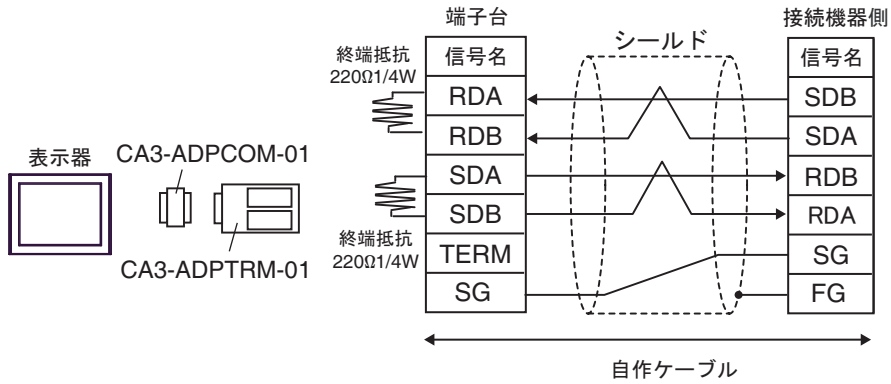 表示器
CA3-ADPCOM-01
CA3-ADPTRM-01
終端抵抗
220Ω1/4W
終端抵抗
220Ω1/4W
端子台
信号名
RDA
RDB
SDA
SDB
TERM
SG
シールド
接続機器側
信号名
SDB
SDA
RDB
RDA
SG
FG
自作ケーブル